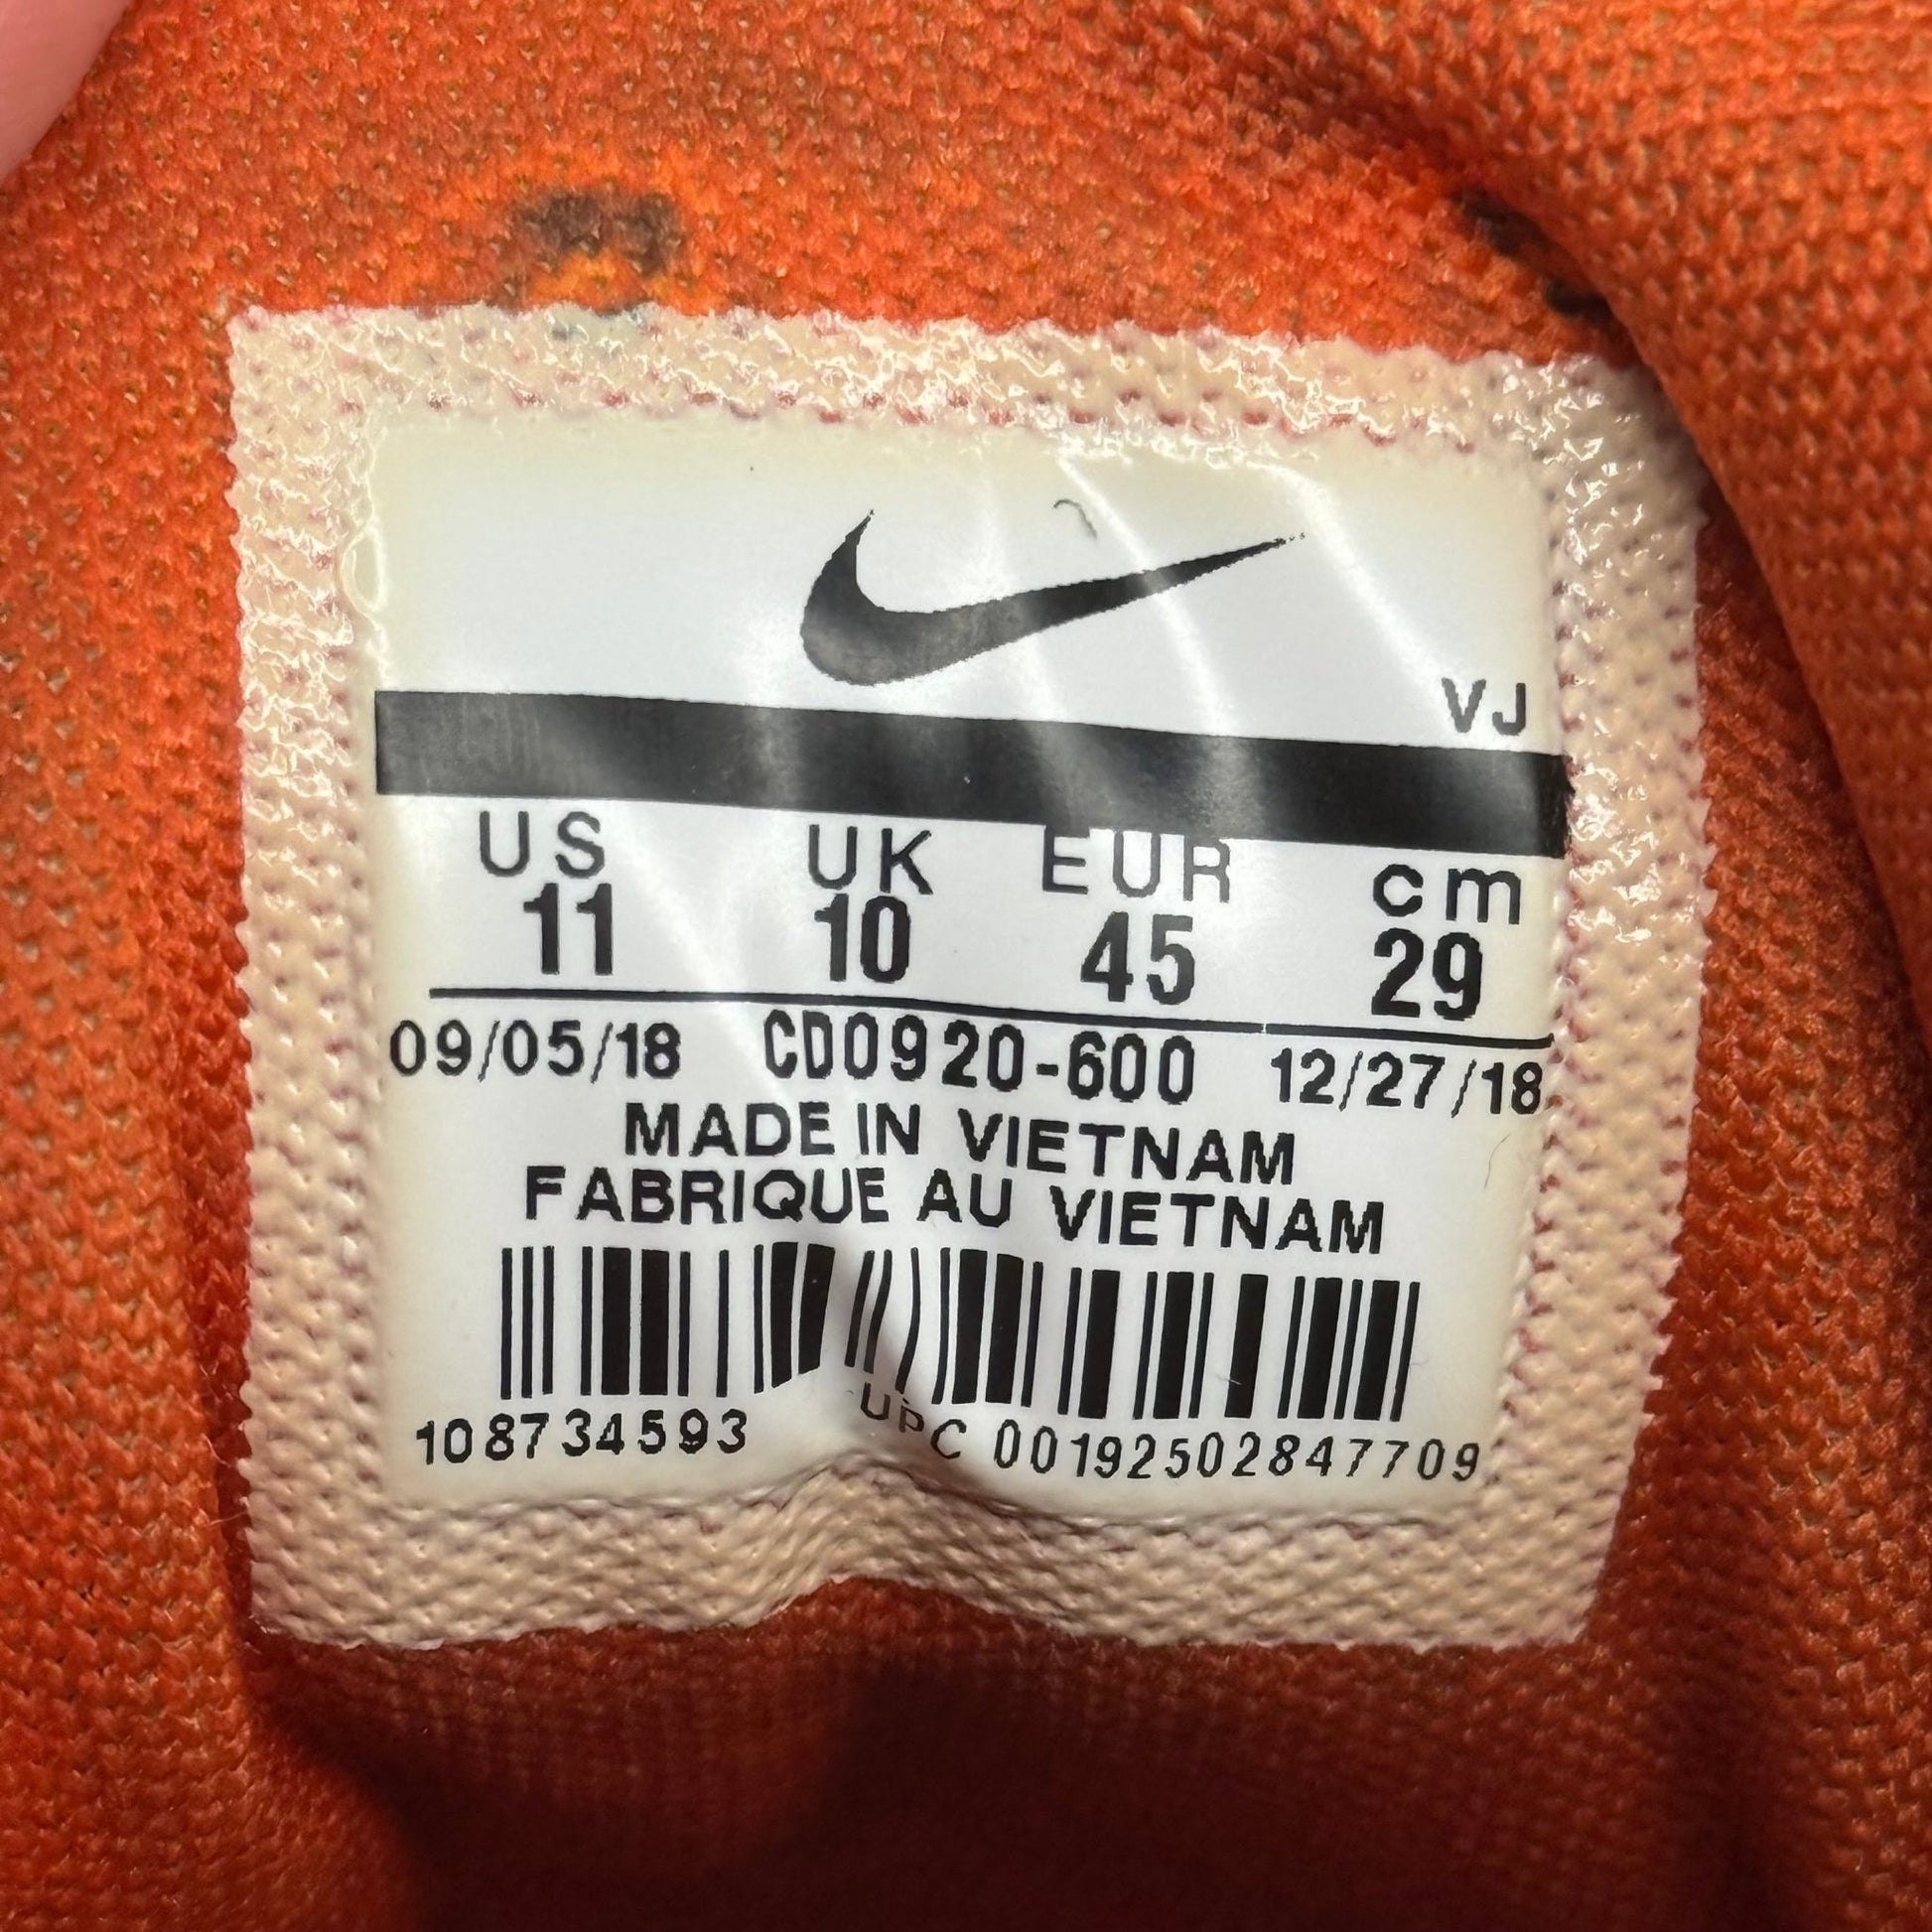 VJ
US UK EUR cm
11 10 45 29
09/05/18 CD0920-600 12/27/18
MADE IN VIETNAM
FABRIQUE AU VIETNAM
108734593 UPC 00192502847709